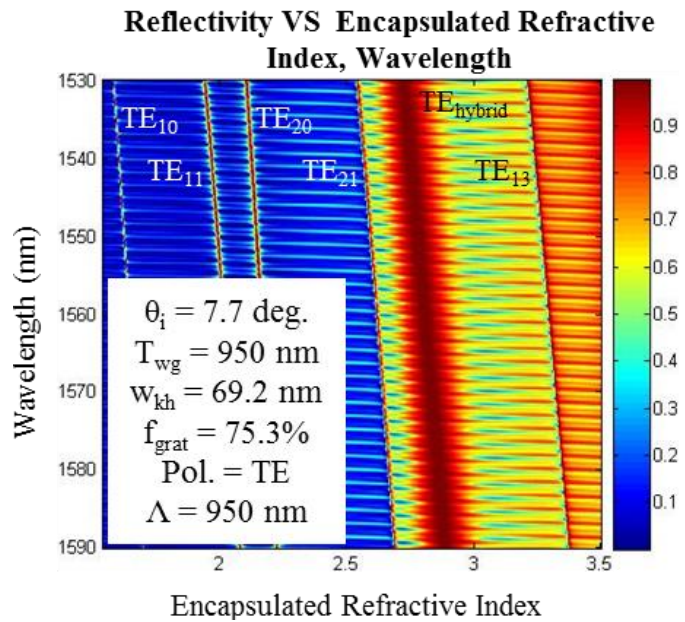 Reflectivity VS Encapsulated Refractive
Index, Wavelength
1530
1540
1550
1560
1570
1580
1590
Wavelength (nm)
TE10
TE11
TE20
TE21
TEhybrid
TE13
θi = 7.7 deg.
Twg = 950 nm
wkh = 69.2 nm
fgrat = 75.3%
Pol. = TE
Λ = 950 nm
2
2.5
3
3.5
Encapsulated Refractive Index
0.9
0.8
0.7
0.6
0.5
0.4
0.3
0.2
0.1